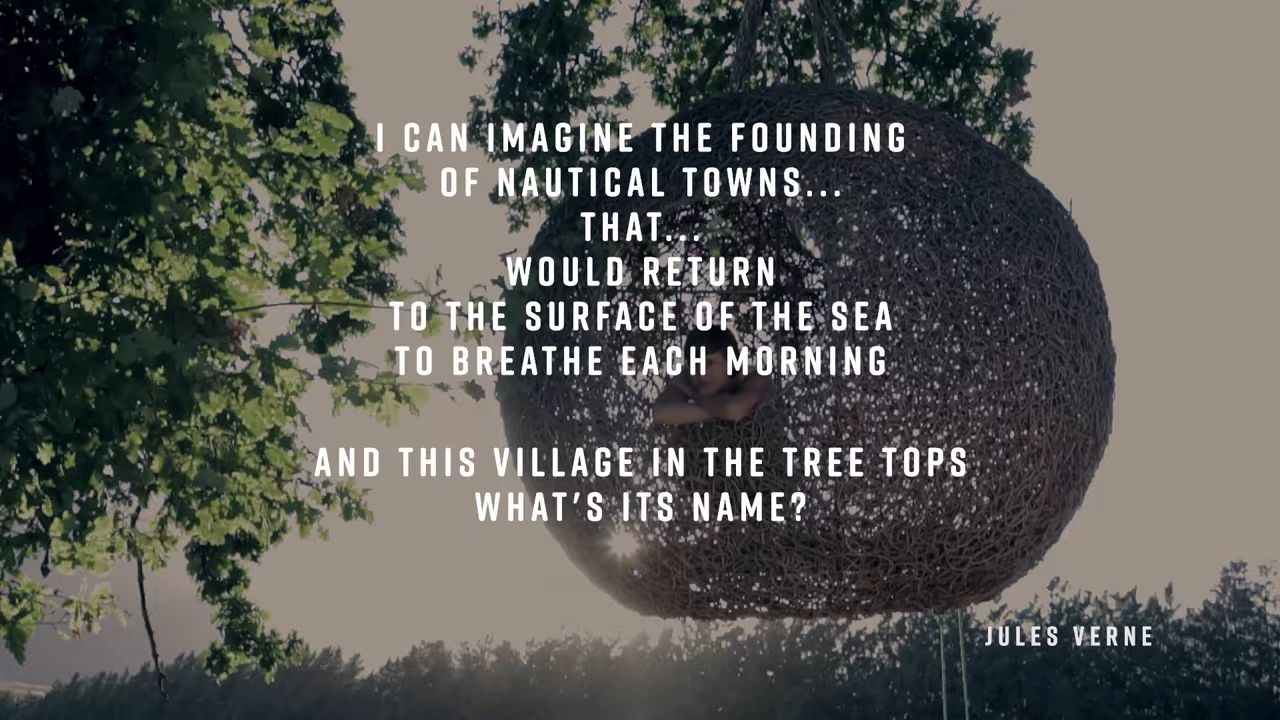 I CAN IMAGINE THE FOUNDING
OF NAUTICAL TOWNS...
THAT...
WOULD RETURN
TO THE SURFACE OF THE SEA
TO BREATHE EACH MORNING
AND THIS VILLAGE IN THE TREE TOPS
WHAT'S ITS NAME?
JULES VERNE